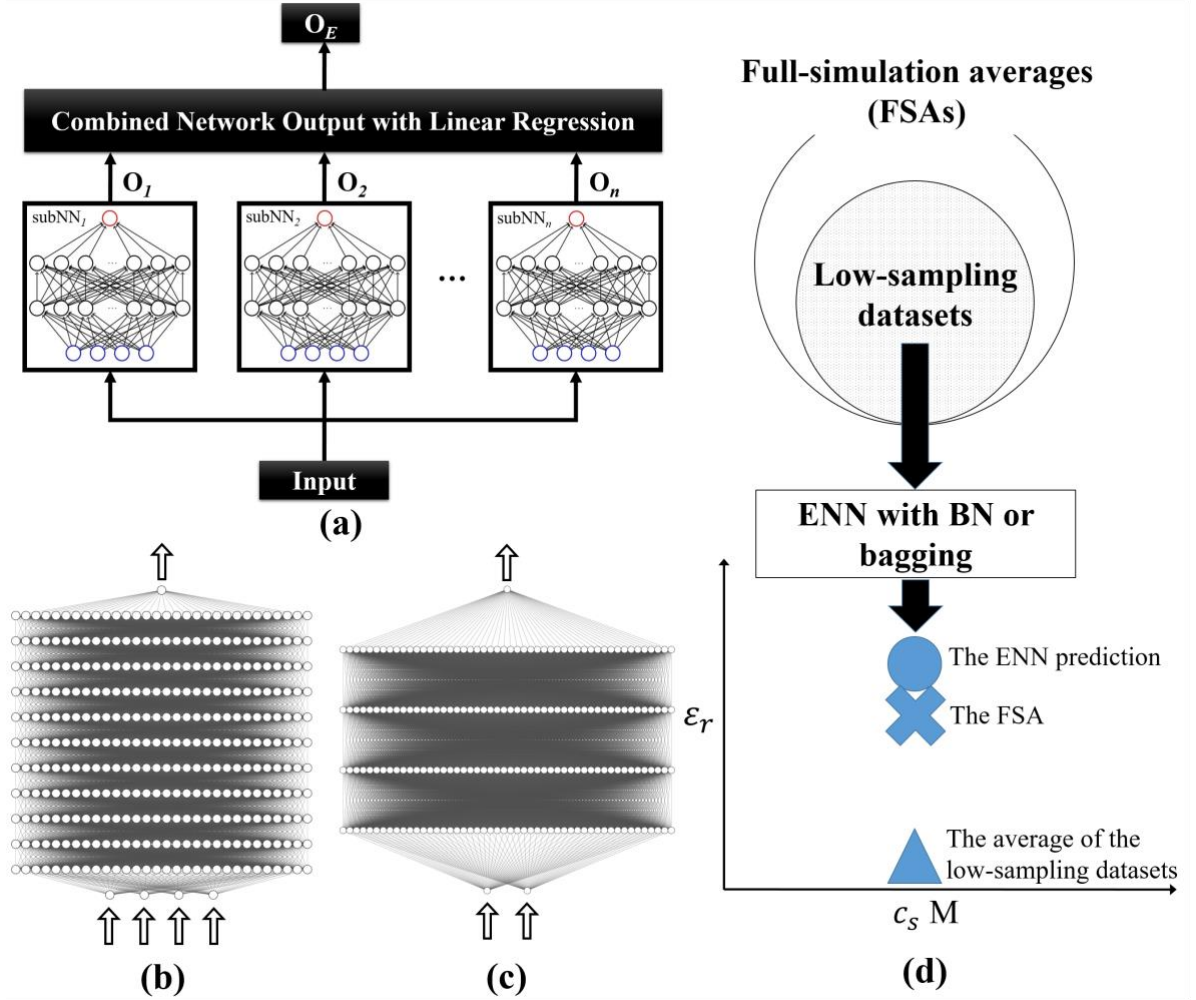 O_E
Combined Network Output with Linear Regression
O_1 O_2 O_n
subNN_1 subNN_2 subNN_n
...
Input
(a)
(b)
(c)
Full-simulation averages
(FSAs)
Low-sampling
datasets
ENN with BN or
bagging
The ENN prediction
The FSA
ε_r
The average of the
low-sampling datasets
c_s M
(d)